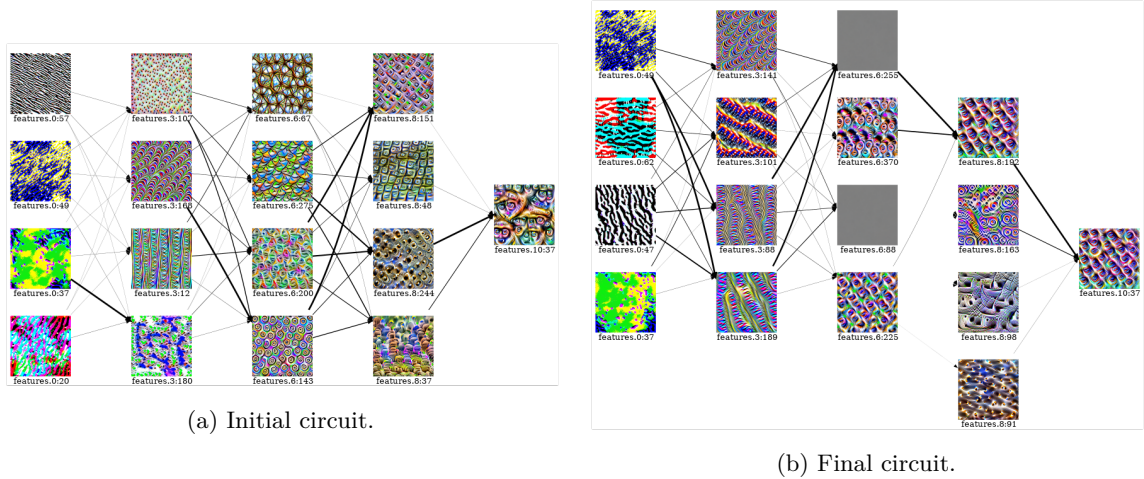 features.0:57
features.3:107
features.6:67
features.8:151
features.0:49
features.3:168
features.6:275
features.8:48
features.10:37
features.0:37
features.3:12
features.6:200
features.8:244
features.0:20
features.3:180
features.6:143
features.8:37
(a) Initial circuit.
features.0:49
features.3:141
features.6:255
features.0:62
features.3:101
features.6:370
features.8:192
features.0:47
features.3:88
features.6:88
features.8:163
features.10:37
features.0:37
features.3:189
features.6:225
features.8:98
features.8:91
(b) Final circuit.